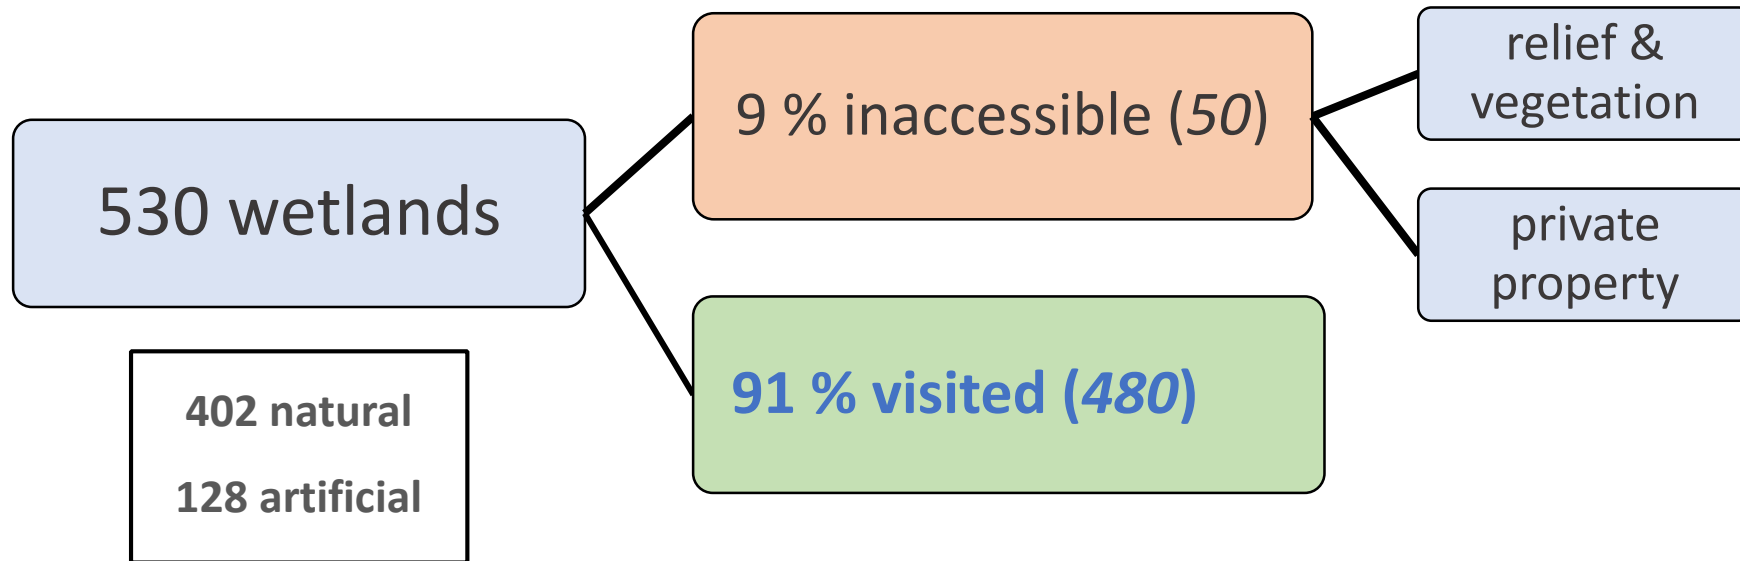 530 wetlands
402 natural
128 artificial
9 % inaccessible (50)
91 % visited (480)
relief &
vegetation
private
property